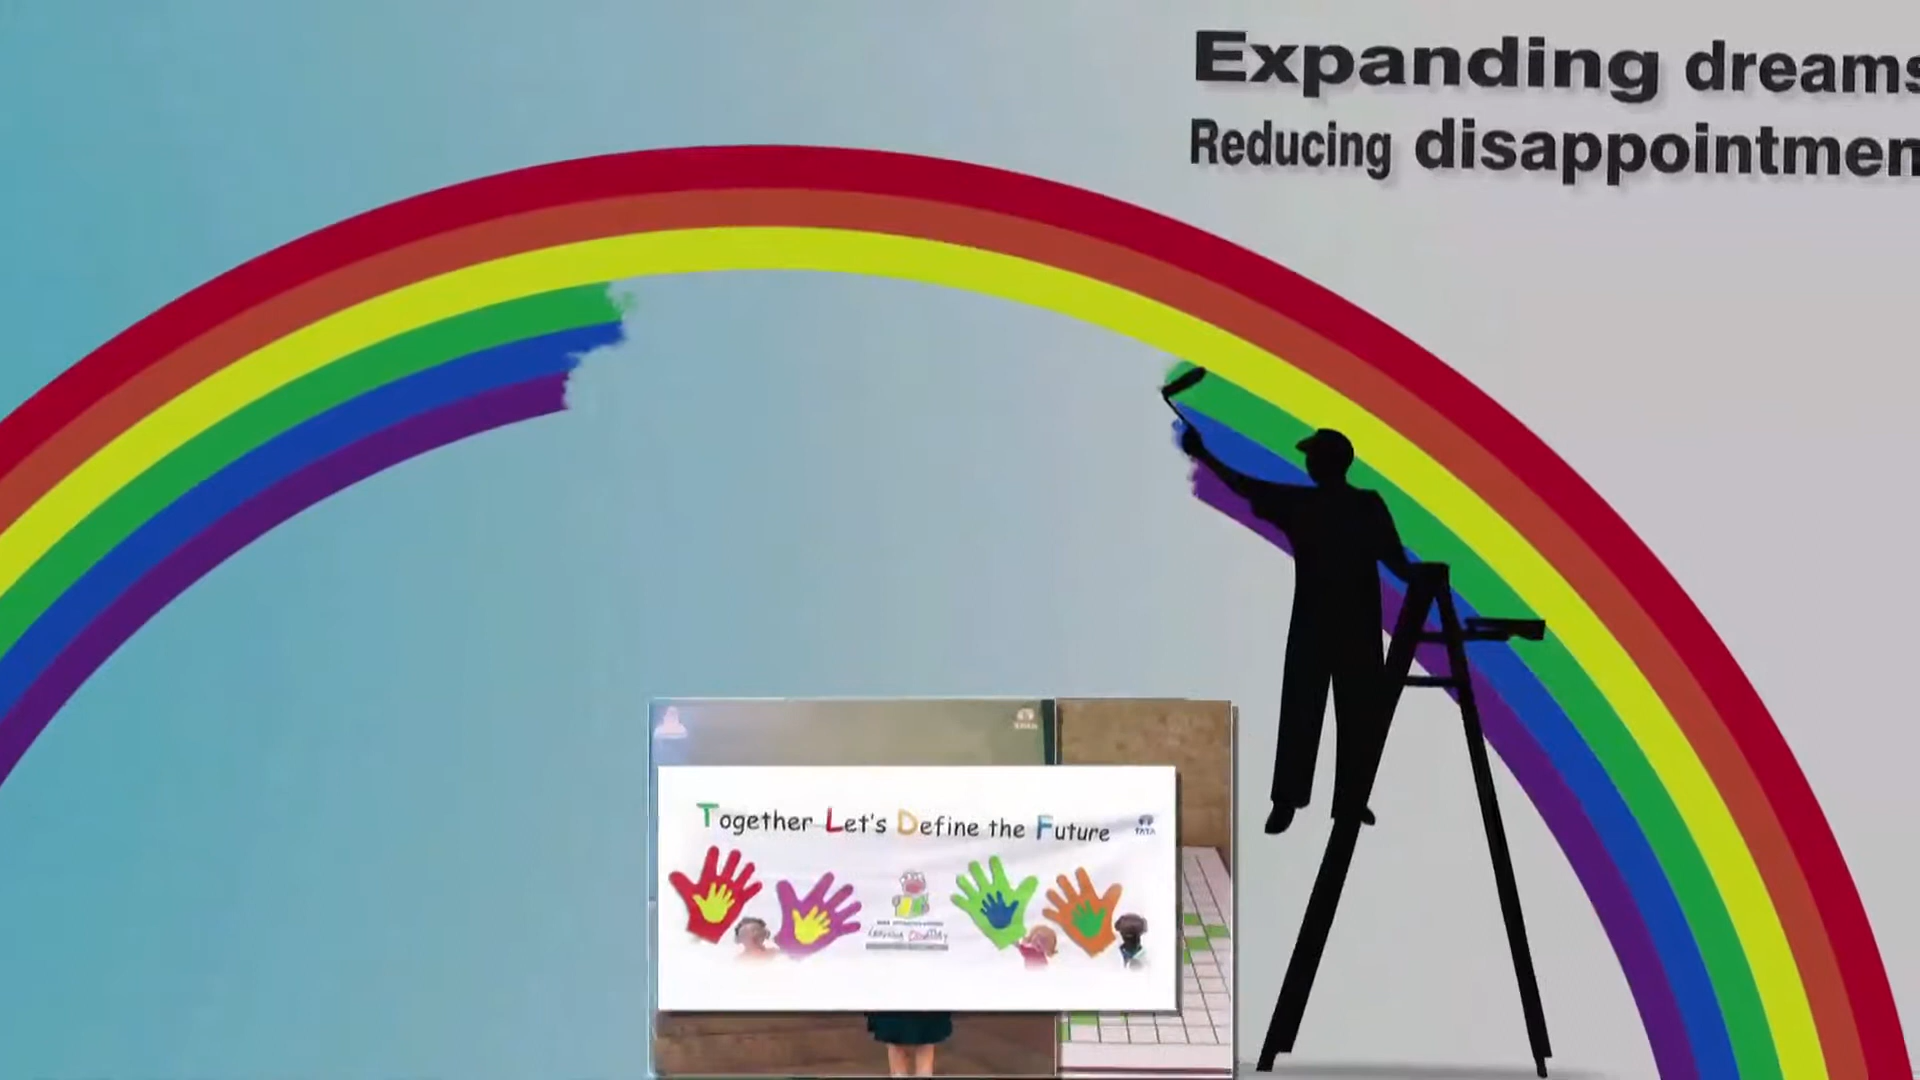 Expanding dreams
Reducing disappointmen
Together Let's Define the Future
TATA